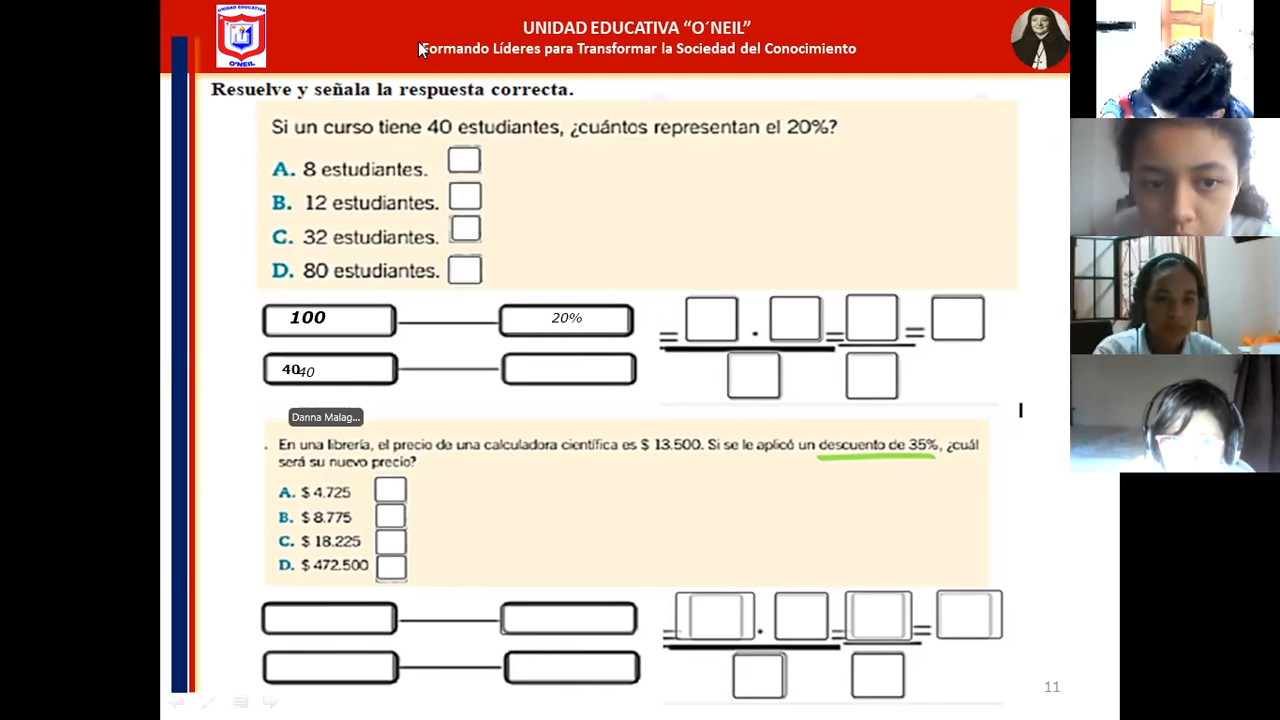 UNIDAD EDUCATIVA
O'NEIL
UNIDAD EDUCATIVA “O´NEIL”
Formando Líderes para Transformar la Sociedad del Conocimiento
Resuelve y señala la respuesta correcta.
Si un curso tiene 40 estudiantes, ¿cuántos representan el 20%?
A. 8 estudiantes.
B. 12 estudiantes.
C. 32 estudiantes.
D. 80 estudiantes.
100 20%
= . = =
40 40
Danna Malag...
. En una librería, el precio de una calculadora científica es $ 13.500. Si se le aplicó un descuento de 35%, ¿cuál
será su nuevo precio?
A. $ 4.725
B. $ 8.775
C. $ 18.225
D. $ 472.500
= . = =
11